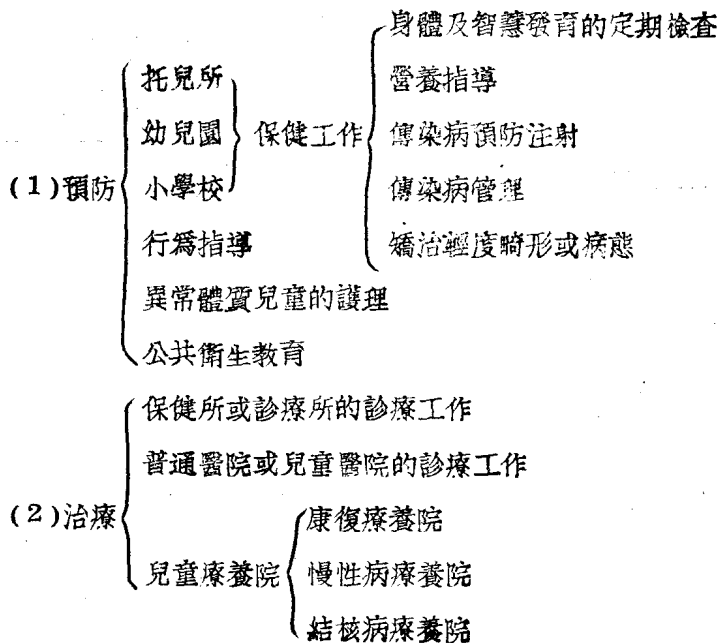 身體及智慧發育的定期檢查
托兒所
營養指導
幼兒園
保健工作
傳染病預防注射
(1)預防
小學校
傳染病管理
行爲指導
矯治輕度畸形或病態
異常體質兒童的護理
公共衞生教育
保健所或診療所的診療工作
普通醫院或兒童醫院的診療工作
(2)治療
康復療養院
兒童療養院
慢性病療養院
結核病療養院